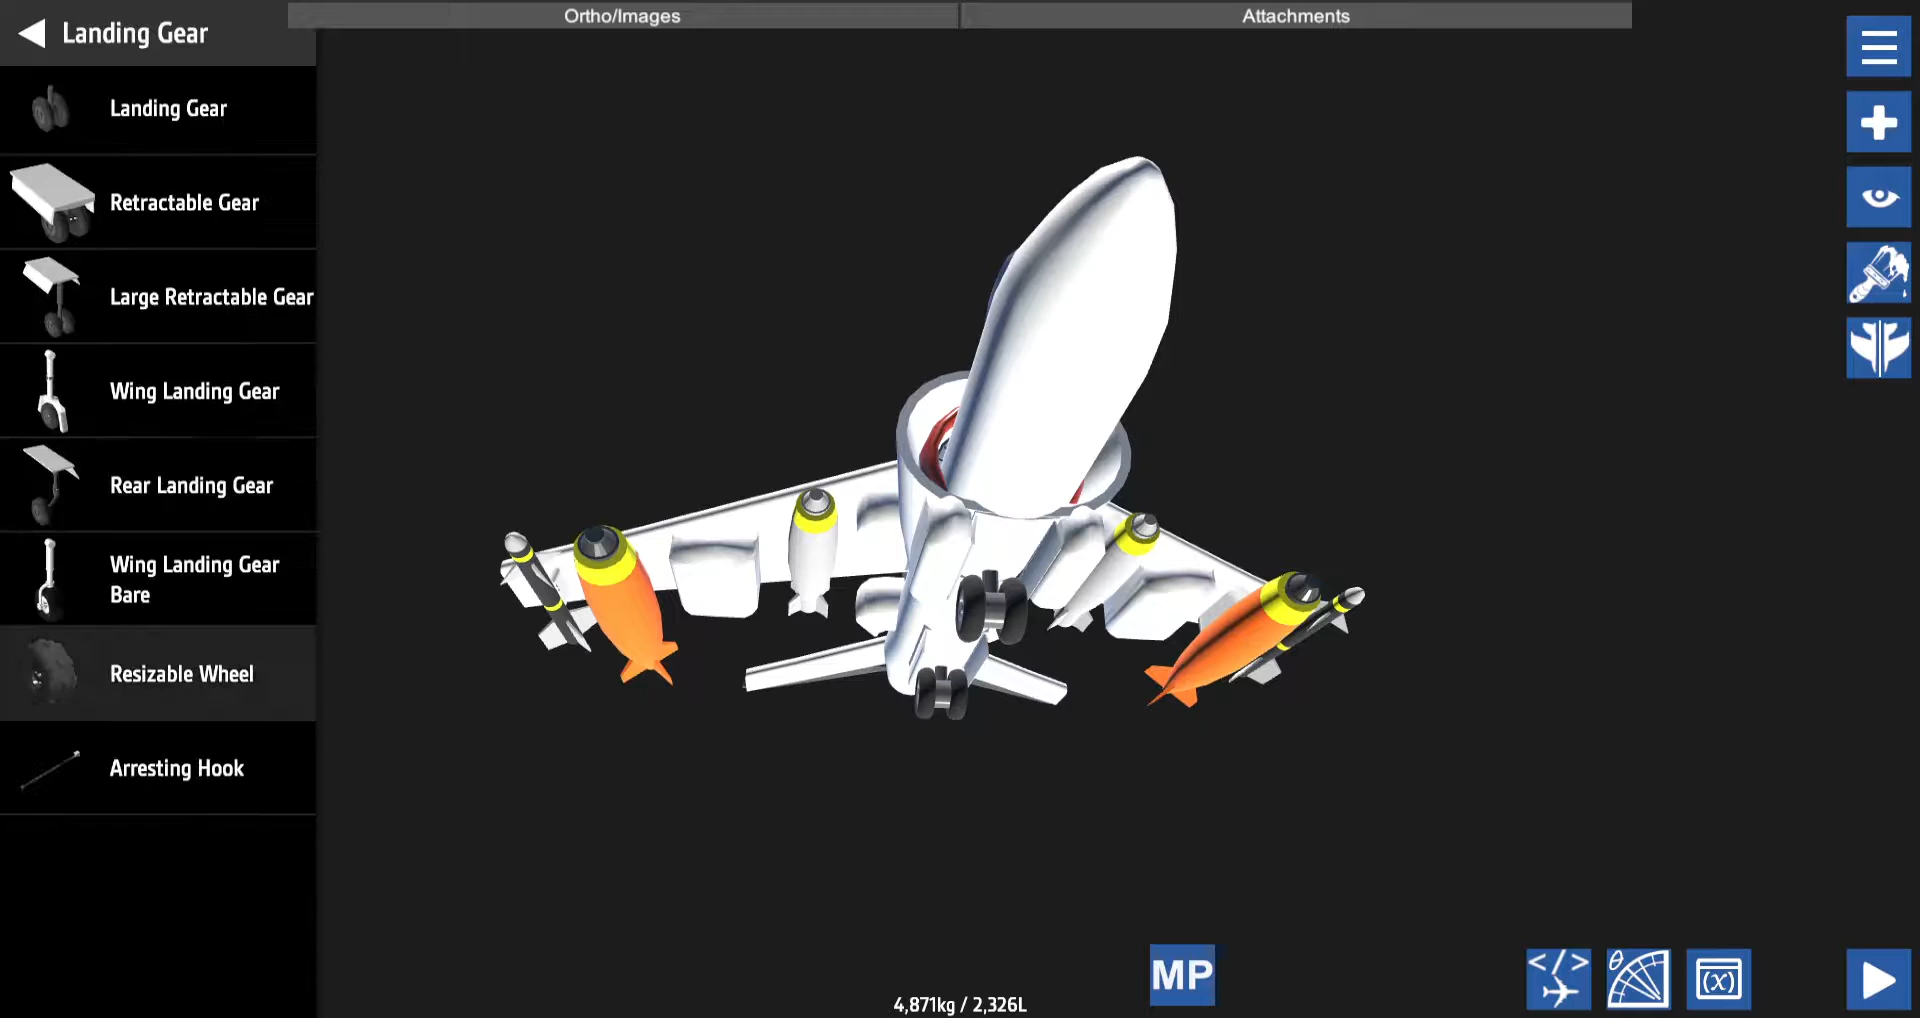 Landing Gear
Ortho/Images
Attachments
Landing Gear
Retractable Gear
Large Retractable Gear
Wing Landing Gear
Rear Landing Gear
Wing Landing Gear
Bare
Resizable Wheel
Arresting Hook
MP
4,871kg / 2,326L
</>
θ
(x)